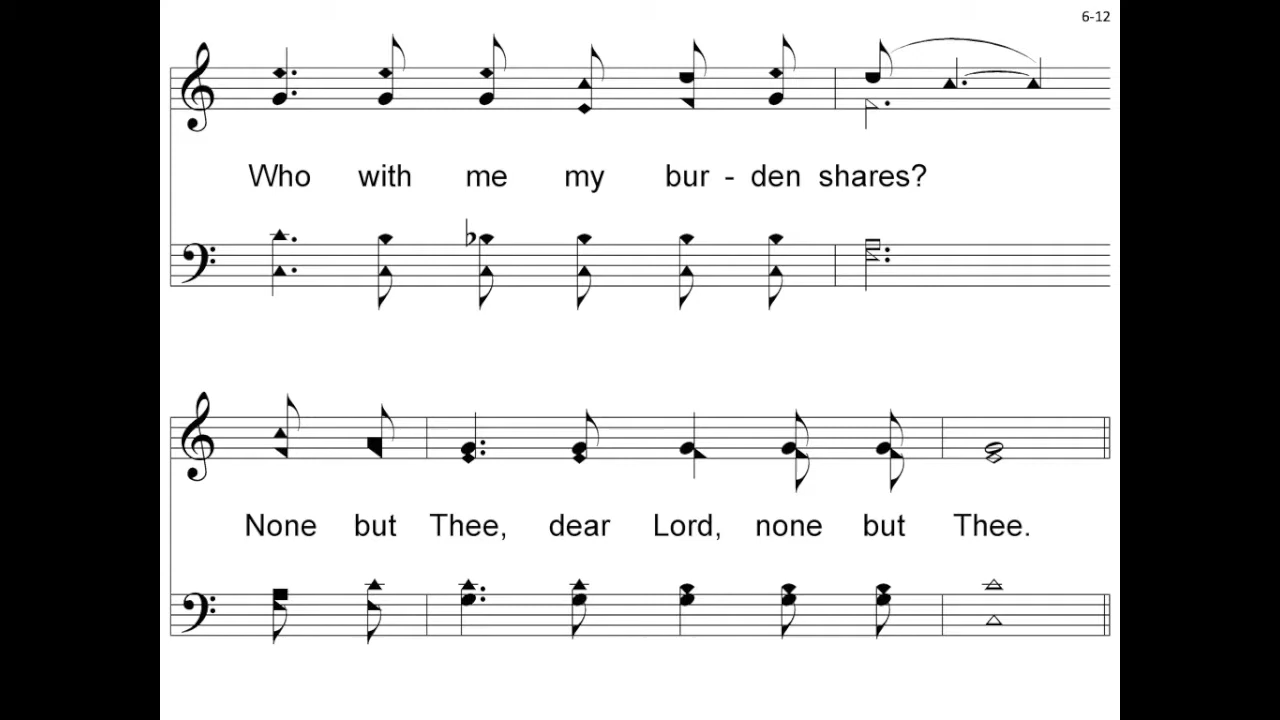 6-12
Who with me my bur - den shares?
None but Thee, dear Lord, none but Thee.